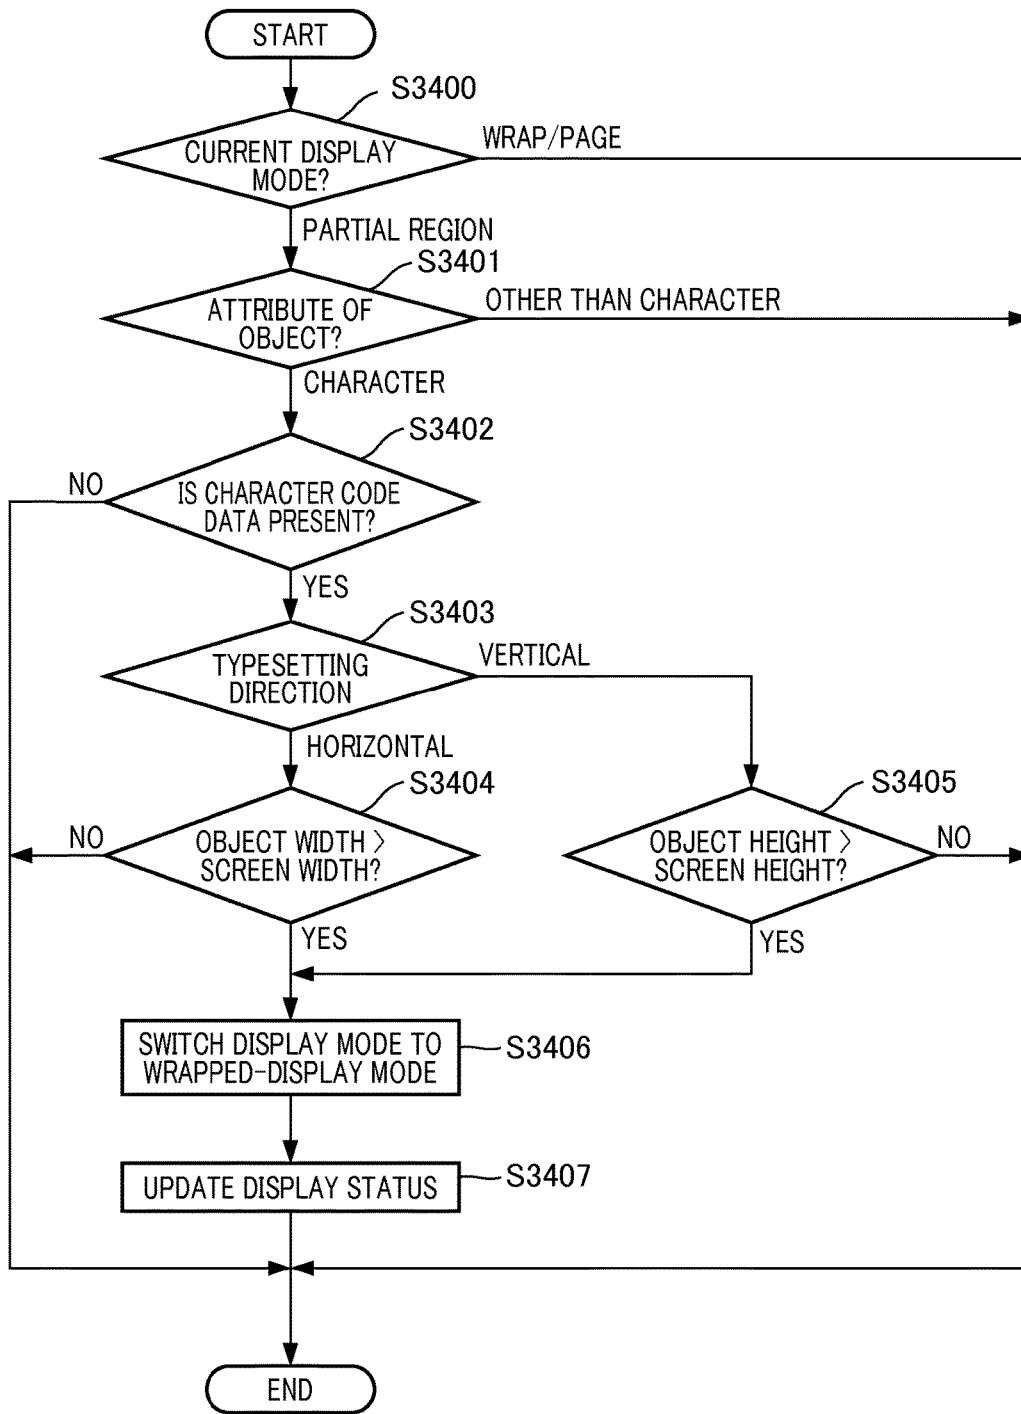 START
S3400
WRAP/PAGE
CURRENT DISPLAY
MODE?
PARTIAL REGION
S3401
OTHER THAN CHARACTER
ATTRIBUTE OF
OBJECT?
CHARACTER
S3402
NO
IS CHARACTER CODE
DATA PRESENT?
YES
S3403
VERTICAL
TYPESETTING
DIRECTION
HORIZONTAL
S3404
S3405
NO
OBJECT WIDTH >
SCREEN WIDTH?
OBJECT HEIGHT >
SCREEN HEIGHT?
NO
YES
YES
SWITCH DISPLAY MODE TO
WRAPPED-DISPLAY MODE
S3406
UPDATE DISPLAY STATUS
S3407
END